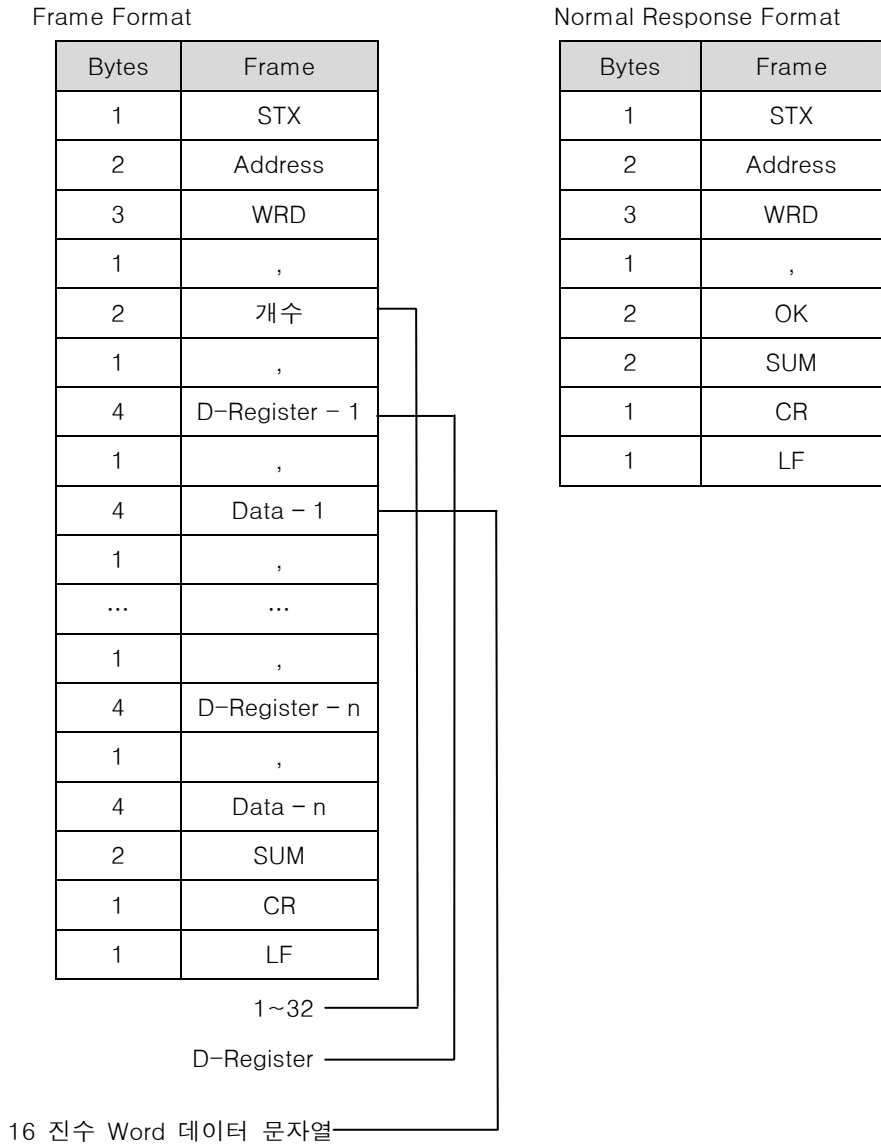 Frame Format
Bytes Frame
1 STX
2 Address
3 WRD
1 ,
2 개수
1 ,
4 D-Register - 1
1 ,
4 Data - 1
1 ,
... ...
1 ,
4 D-Register - n
1 ,
4 Data - n
2 SUM
1 CR
1 LF
1~32
D-Register
16 진수 Word 데이터 문자열
Normal Response Format
Bytes Frame
1 STX
2 Address
3 WRD
1 ,
2 OK
2 SUM
1 CR
1 LF